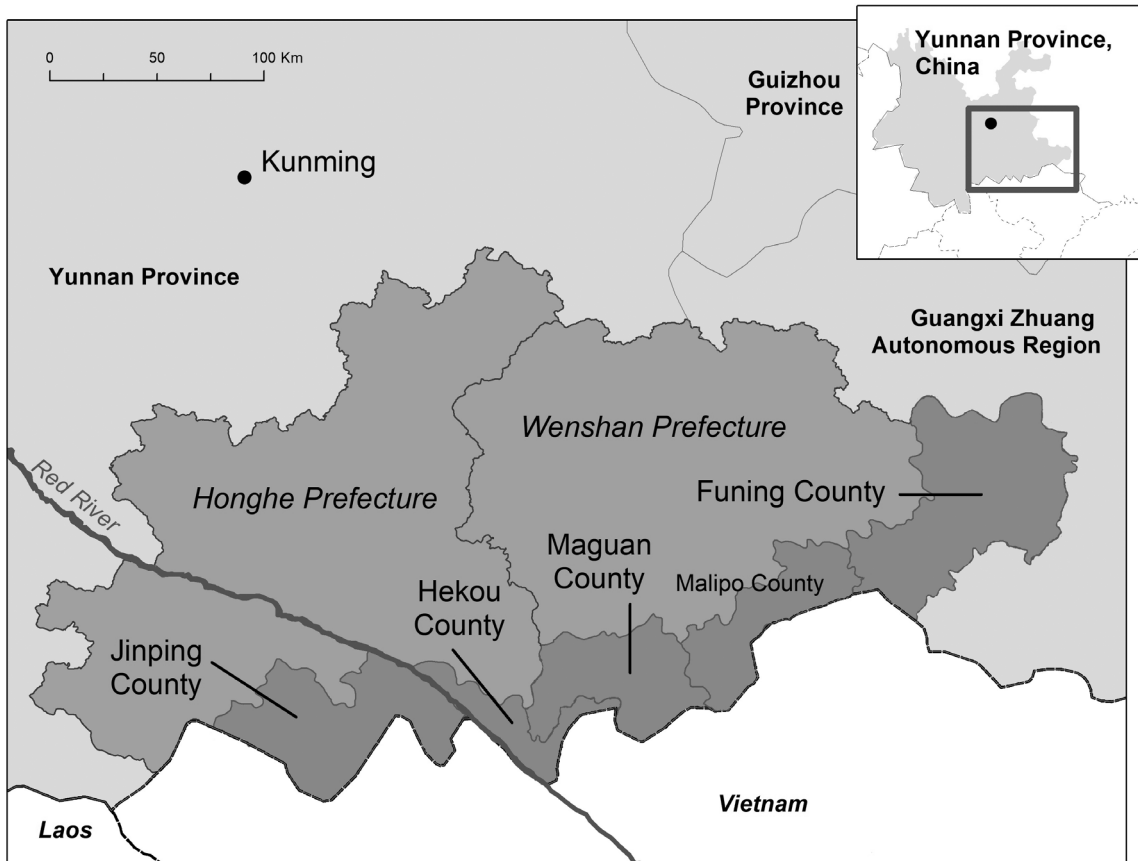 0 50 100 Km
Yunnan Province,
China
Guizhou
Province
Kunming
Yunnan Province
Guangxi Zhuang
Autonomous Region
Wenshan Prefecture
Red River
Honghe Prefecture
Funing County
Maguan
County
Malipo County
Hekou
County
Jinping
County
Vietnam
Laos